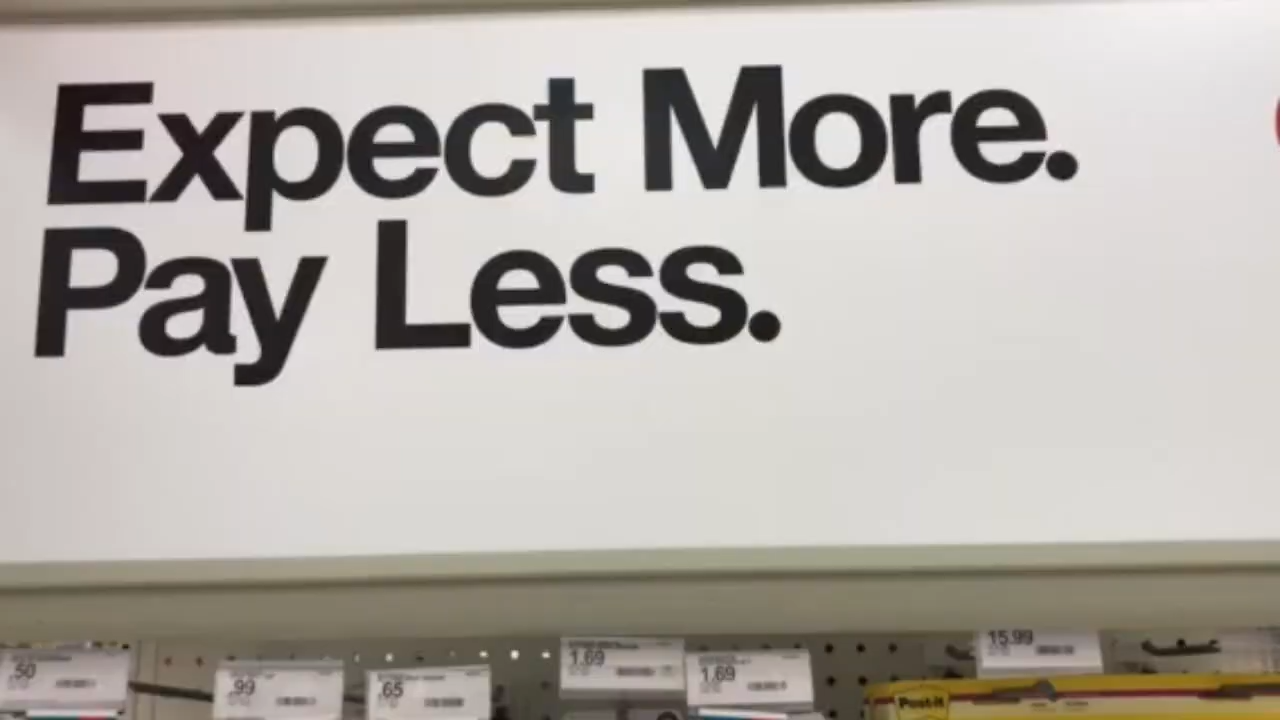 Expect More.
Pay Less.
.50
.99
.65
1.69
1.69
15.99
Post-it